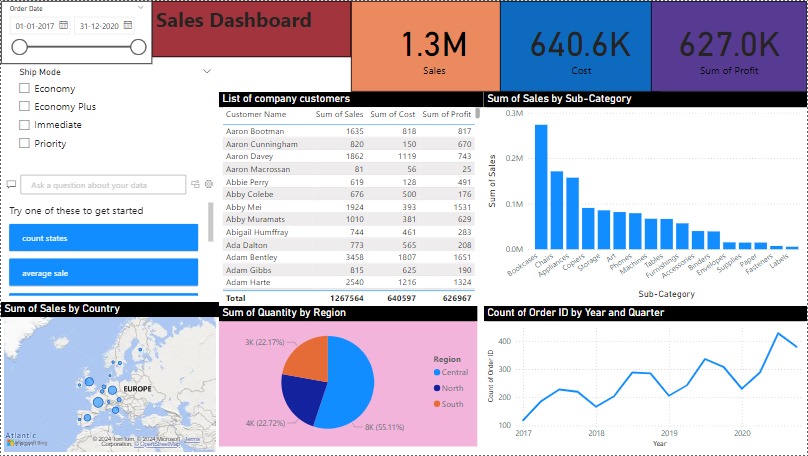 Order Date
01-01-2017
31-12-2020
Sales Dashboard
1.3M
Sales
640.6K
Cost
627.0K
Sum of Profit
Ship Mode
Economy
Economy Plus
Immediate
Priority
Ask a question about your data
Try one of these to get started
count states
average sale
List of company customers
Customer Name Sum of Sales Sum of Cost Sum of Profit
Aaron Bootman 1635 818 817
Aaron Cunningham 820 150 670
Aaron Davey 1862 1119 743
Aaron Macrossan 81 56 25
Abbie Perry 619 128 491
Abby Colebe 676 500 176
Abby Mei 1924 393 1531
Abby Muramats 1010 381 629
Abigail Humffray 744 461 283
Ada Dalton 773 565 208
Adam Bentley 3458 1807 1651
Adam Gibbs 815 625 190
Adam Harte 2540 1216 1324
Total 1267564 640597 626967
Sum of Sales by Sub-Category
Sum of Sales
0.3M
0.2M
0.1M
0.0M
Bookcases
Chairs
Appliances
Copiers
Storage
Art
Phones
Machines
Tables
Furnishings
Accessories
Binders
Envelopes
Supplies
Paper
Fasteners
Labels
Sub-Category
Sum of Sales by Country
EUROPE
Atlantic
© 2024 TomTom, © 2024 Microsoft Terms
Corporation, © OpenStreetMap
Sum of Quantity by Region
3K (22.17%)
4K (22.72%)
8K (55.11%)
Region
Central
North
South
Count of Order ID by Year and Quarter
Count of Order ID
400
300
200
100
2017
2018
2019
2020
Year